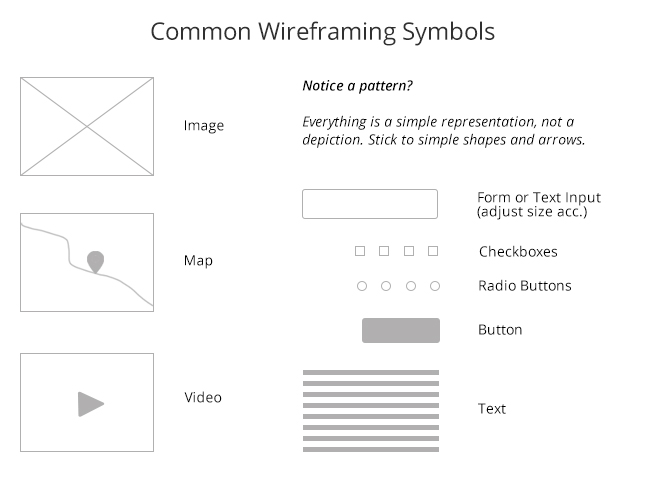 Common Wireframing Symbols
Image
Map
Video
Notice a pattern?
Everything is a simple representation, not a
depiction. Stick to simple shapes and arrows.
Form or Text Input
(adjust size acc.)
Checkboxes
Radio Buttons
Button
Text